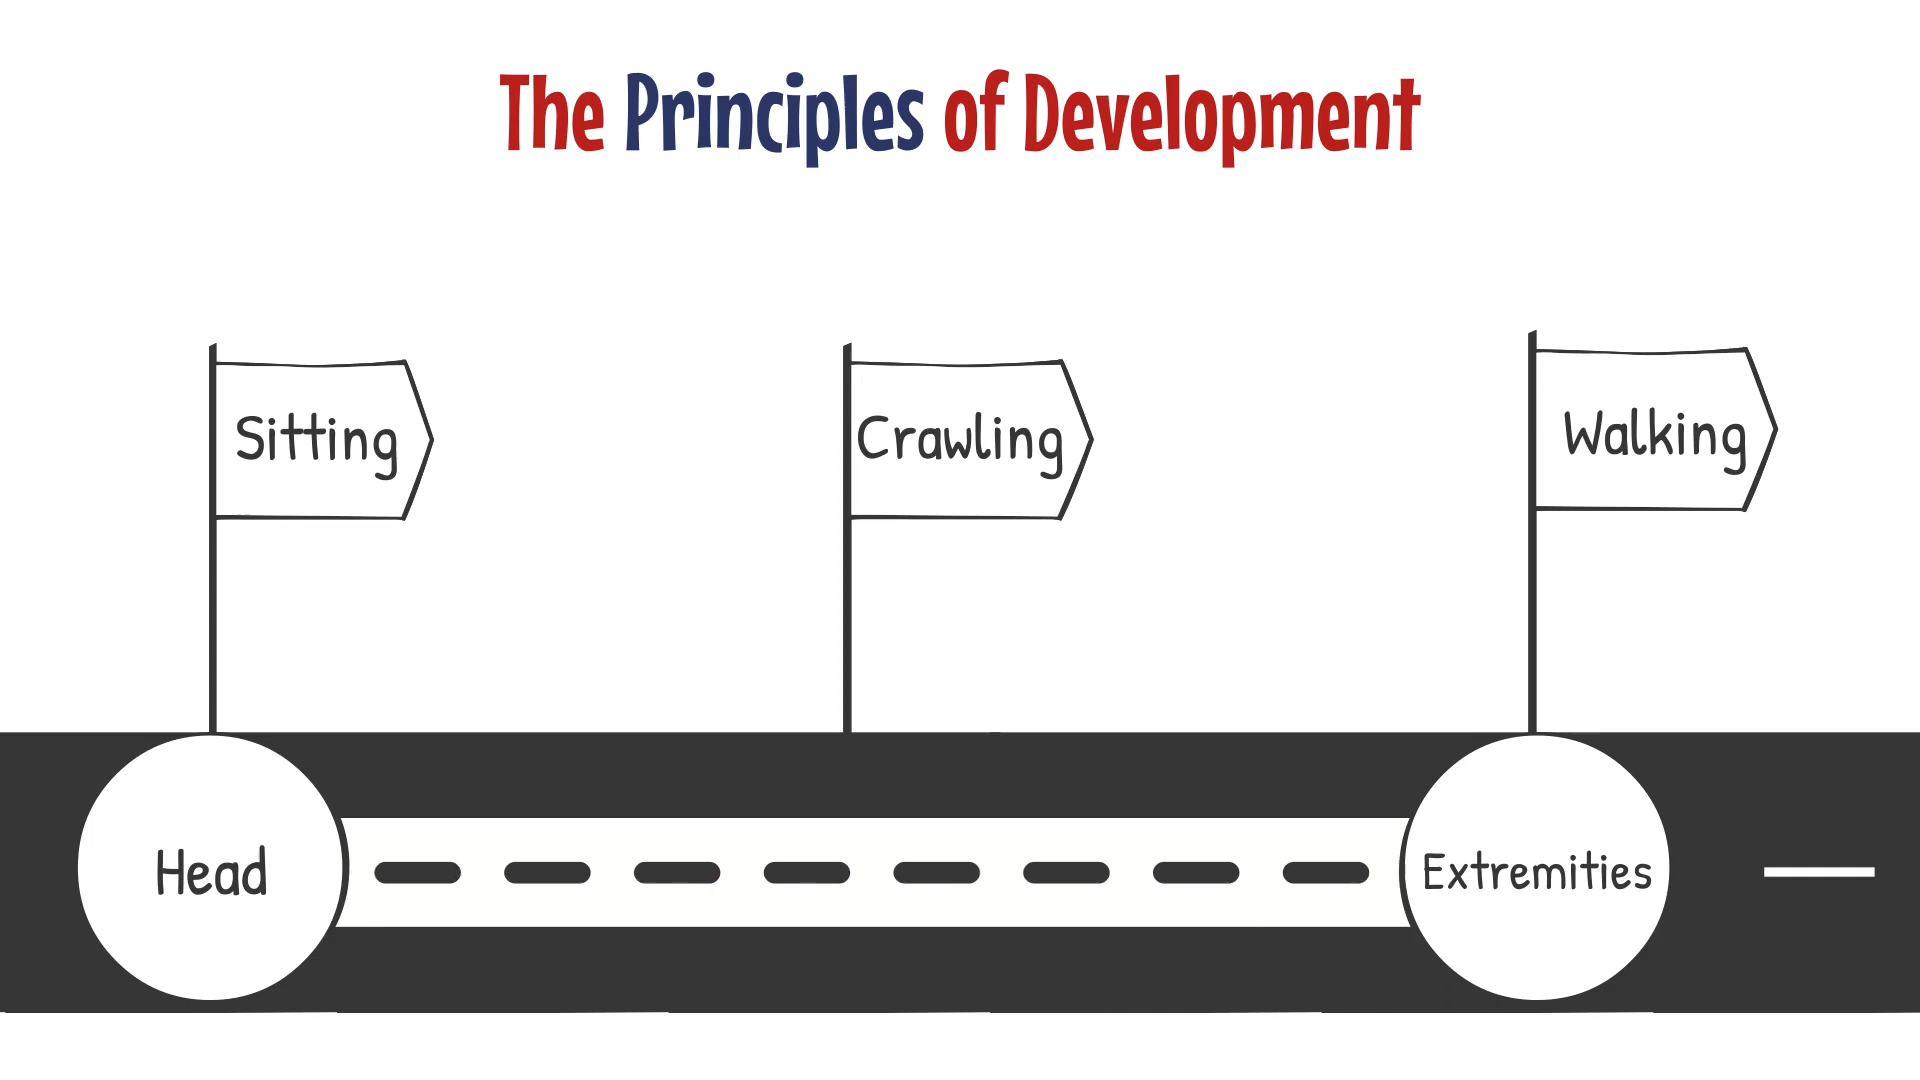 The Principles of Development
Sitting
Crawling
Walking
Head
Extremities